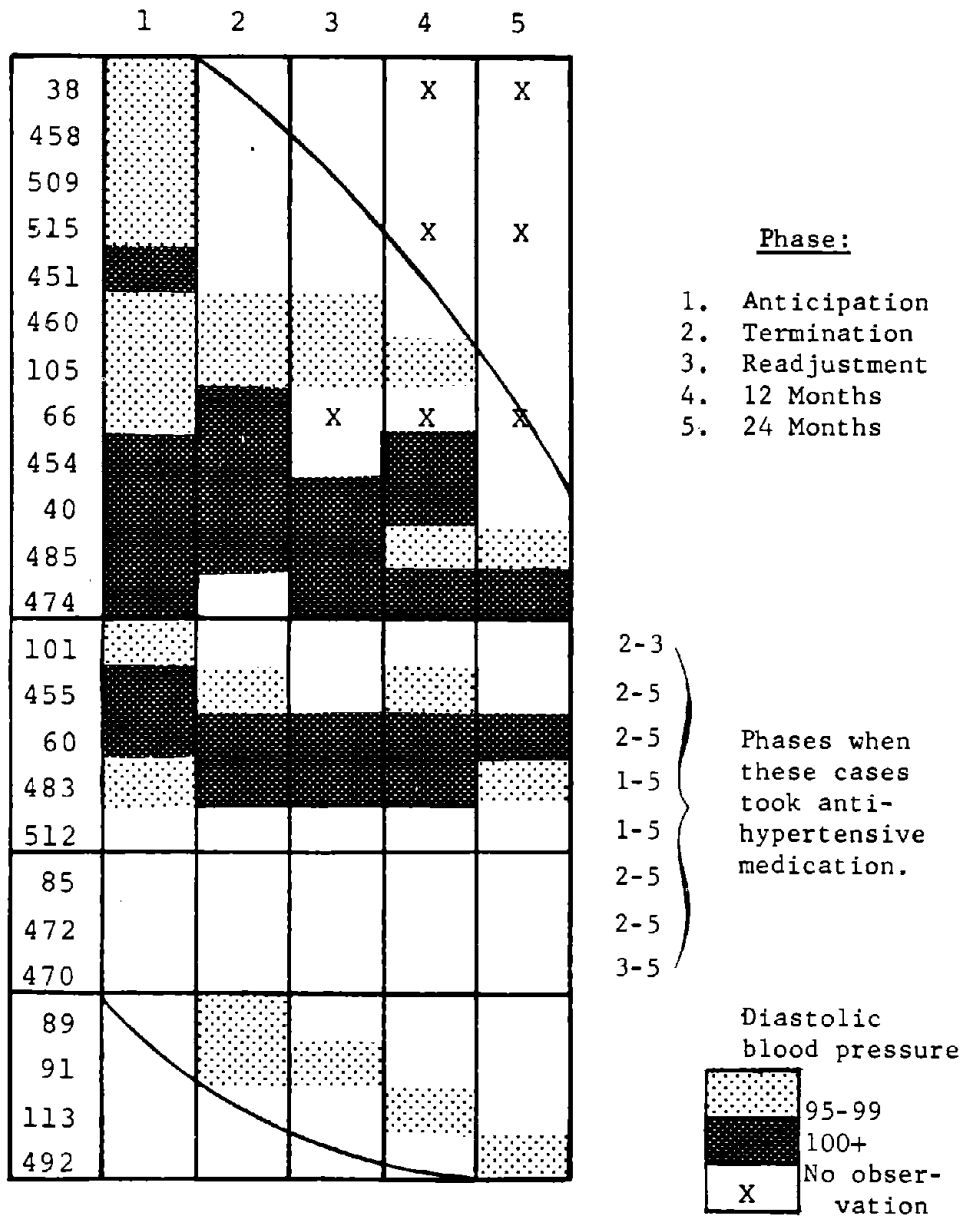 1 2 3 4 5
38 X X
458
509
515 X X
451
460
105
66 X X X
454
40
485
474
101
455
60
483
512
85
472
470
89
91
113
492
Phase:
1. Anticipation
2. Termination
3. Readjustment
4. 12 Months
5. 24 Months
2-3
2-5
2-5
1-5
1-5
2-5
2-5
3-5
Phases when
these cases
took anti-
hypertensive
medication.
Diastolic
blood pressure
95-99
100+
X No obser-
vation